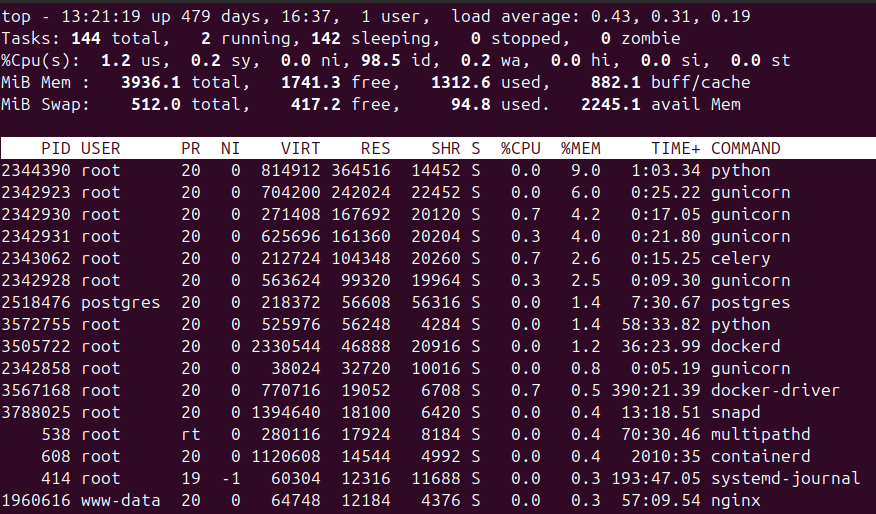 top - 13:21:19 up 479 days, 16:37,  1 user,  load average: 0.43, 0.31, 0.19
Tasks: 144 total,   2 running, 142 sleeping,   0 stopped,   0 zombie
%Cpu(s):  1.2 us,  0.2 sy,  0.0 ni, 98.5 id,  0.2 wa,  0.0 hi,  0.0 si,  0.0 st
MiB Mem :   3936.1 total,   1741.3 free,   1312.6 used,    882.1 buff/cache
MiB Swap:    512.0 total,    417.2 free,     94.8 used.   2245.1 avail Mem
    PID USER      PR  NI    VIRT    RES    SHR S  %CPU  %MEM     TIME+ COMMAND
2344390 root      20   0  814912 364516  14452 S   0.0   9.0   1:03.34 python
2342923 root      20   0  704200 242024  22452 S   0.0   6.0   0:25.22 gunicorn
2342930 root      20   0  271408 167692  20120 S   0.7   4.2   0:17.05 gunicorn
2342931 root      20   0  625696 161360  20204 S   0.3   4.0   0:21.80 gunicorn
2343062 root      20   0  212724 104348  20260 S   0.7   2.6   0:15.25 celery
2342928 root      20   0  563624  99320  19964 S   0.3   2.5   0:09.30 gunicorn
2518476 postgres  20   0  218372  56608  56316 S   0.0   1.4   7:30.67 postgres
3572755 root      20   0  525976  56248   4284 S   0.0   1.4  58:33.82 python
3505722 root      20   0 2330544  46888  20916 S   0.0   1.2  36:23.99 dockerd
2342858 root      20   0   38024  32720  10016 S   0.0   0.8   0:05.19 gunicorn
3567168 root      20   0  770716  19052   6708 S   0.7   0.5 390:21.39 docker-driver
3788025 root      20   0 1394640  18100   6420 S   0.0   0.4  13:18.51 snapd
    538 root      rt   0  280116  17924   8184 S   0.0   0.4  70:30.46 multipathd
    608 root      20   0 1120608  14544   4992 S   0.0   0.4   2010:35 containerd
    414 root      19  -1   60304  12316  11688 S   0.0   0.3 193:47.05 systemd-journal
1960616 www-data  20   0   64748  12184   4376 S   0.0   0.3  57:09.54 nginx